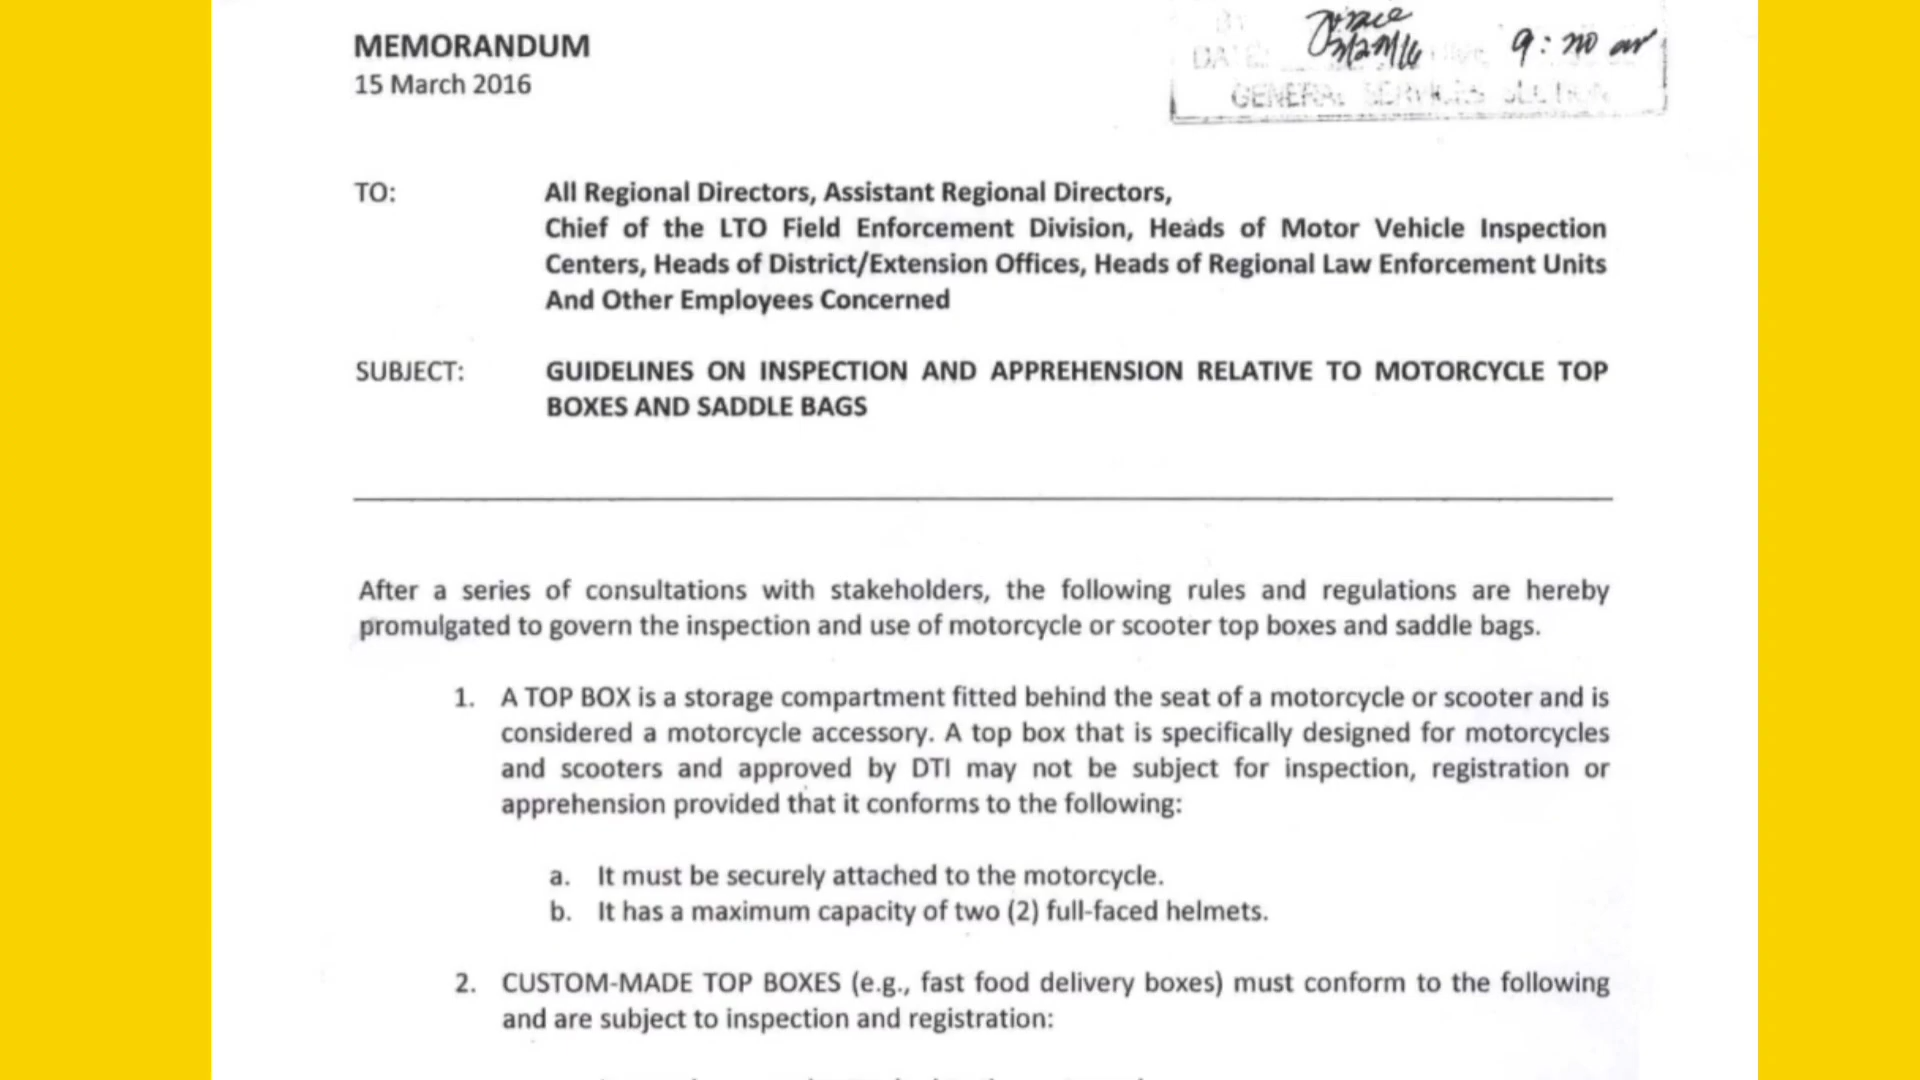 MEMORANDUM
15 March 2016
DATE:
9:20 am
GENERAL SERVICES SECTION
TO:
All Regional Directors, Assistant Regional Directors,
Chief of the LTO Field Enforcement Division, Heads of Motor Vehicle Inspection
Centers, Heads of District/Extension Offices, Heads of Regional Law Enforcement Units
And Other Employees Concerned
SUBJECT:
GUIDELINES ON INSPECTION AND APPREHENSION RELATIVE TO MOTORCYCLE TOP
BOXES AND SADDLE BAGS
After a series of consultations with stakeholders, the following rules and regulations are hereby
promulgated to govern the inspection and use of motorcycle or scooter top boxes and saddle bags.
1. A TOP BOX is a storage compartment fitted behind the seat of a motorcycle or scooter and is
considered a motorcycle accessory. A top box that is specifically designed for motorcycles
and scooters and approved by DTI may not be subject for inspection, registration or
apprehension provided that it conforms to the following:
a. It must be securely attached to the motorcycle.
b. It has a maximum capacity of two (2) full-faced helmets.
2. CUSTOM-MADE TOP BOXES (e.g., fast food delivery boxes) must conform to the following
and are subject to inspection and registration: